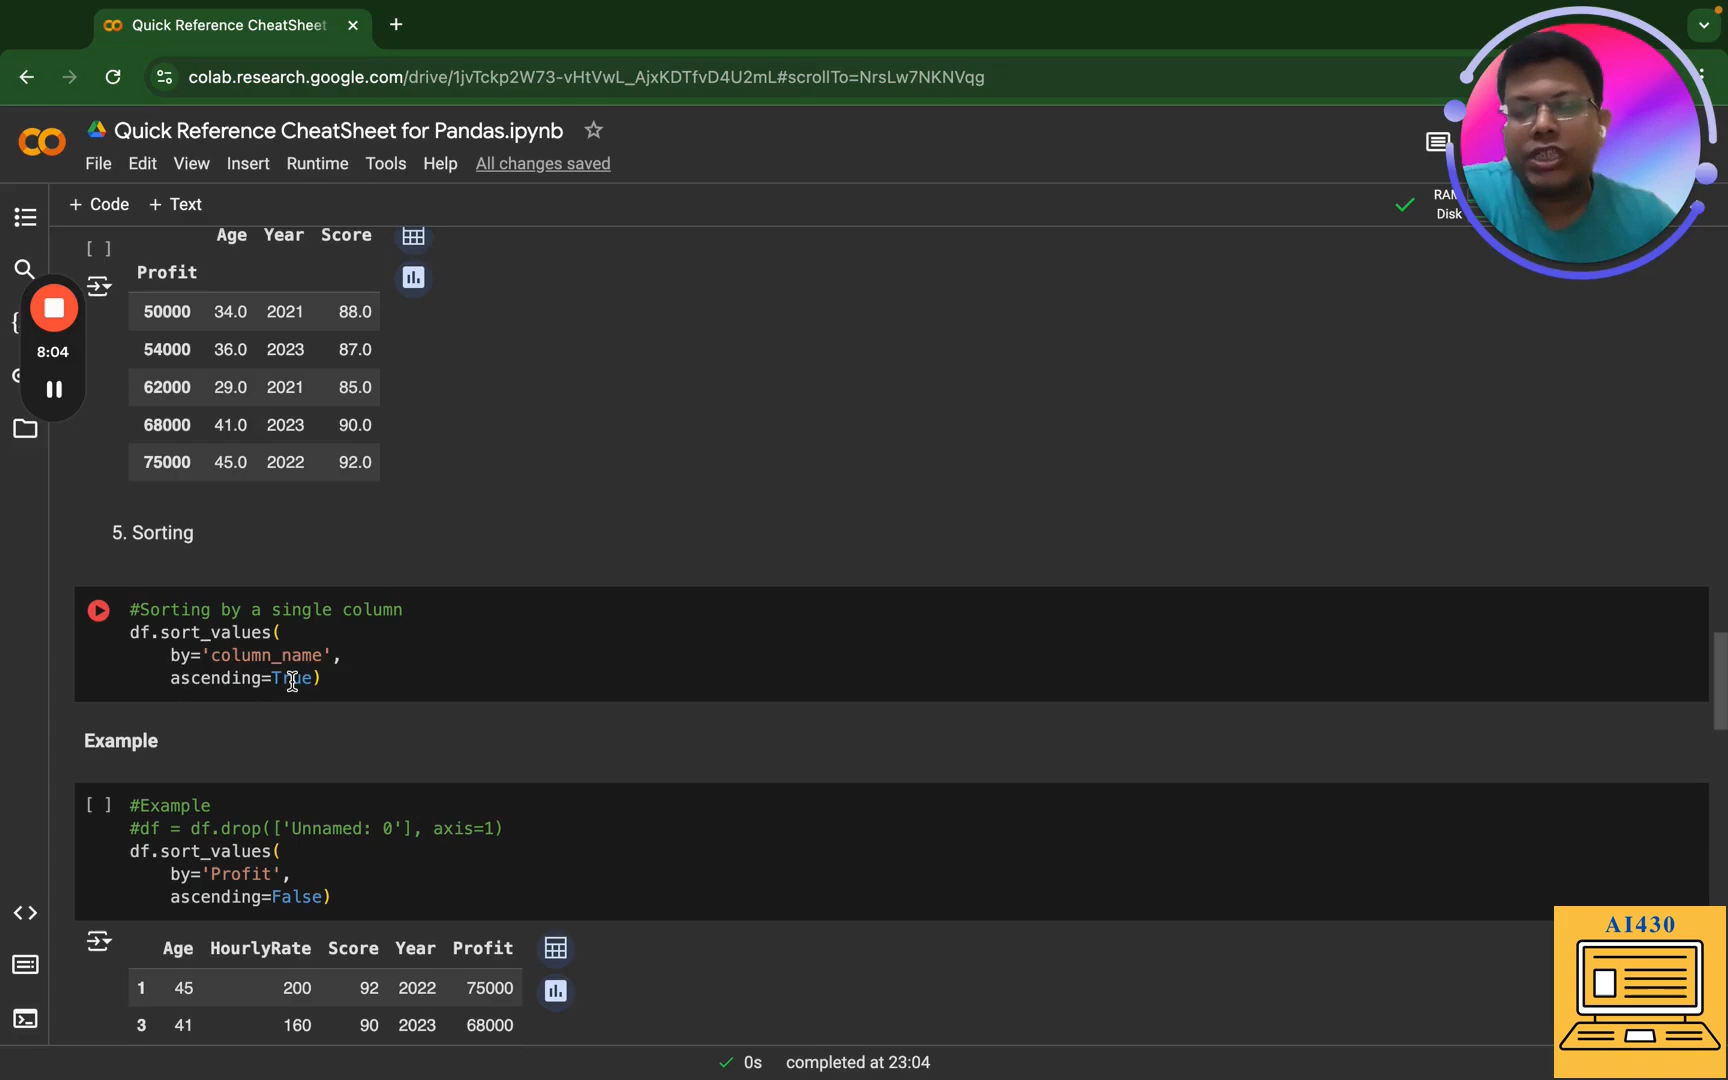 Quick Reference CheatSheet
colab.research.google.com/drive/1jvTckp2W73-vHtVwL_AjxKDTfvD4U2mL#scrollTo=NrsLw7NKNVqg
Quick Reference CheatSheet for Pandas.ipynb
File Edit View Insert Runtime Tools Help All changes saved
+ Code + Text
RAM
Disk
[ ]
Age Year Score
Profit
50000 34.0 2021 88.0
54000 36.0 2023 87.0
62000 29.0 2021 85.0
68000 41.0 2023 90.0
75000 45.0 2022 92.0
8:04
5. Sorting
#Sorting by a single column
df.sort_values(
by='column_name',
ascending=True)
Example
[ ] #Example
#df = df.drop(['Unnamed: 0'], axis=1)
df.sort_values(
by='Profit',
ascending=False)
Age HourlyRate Score Year Profit
1 45 200 92 2022 75000
3 41 160 90 2023 68000
0s completed at 23:04
AI430